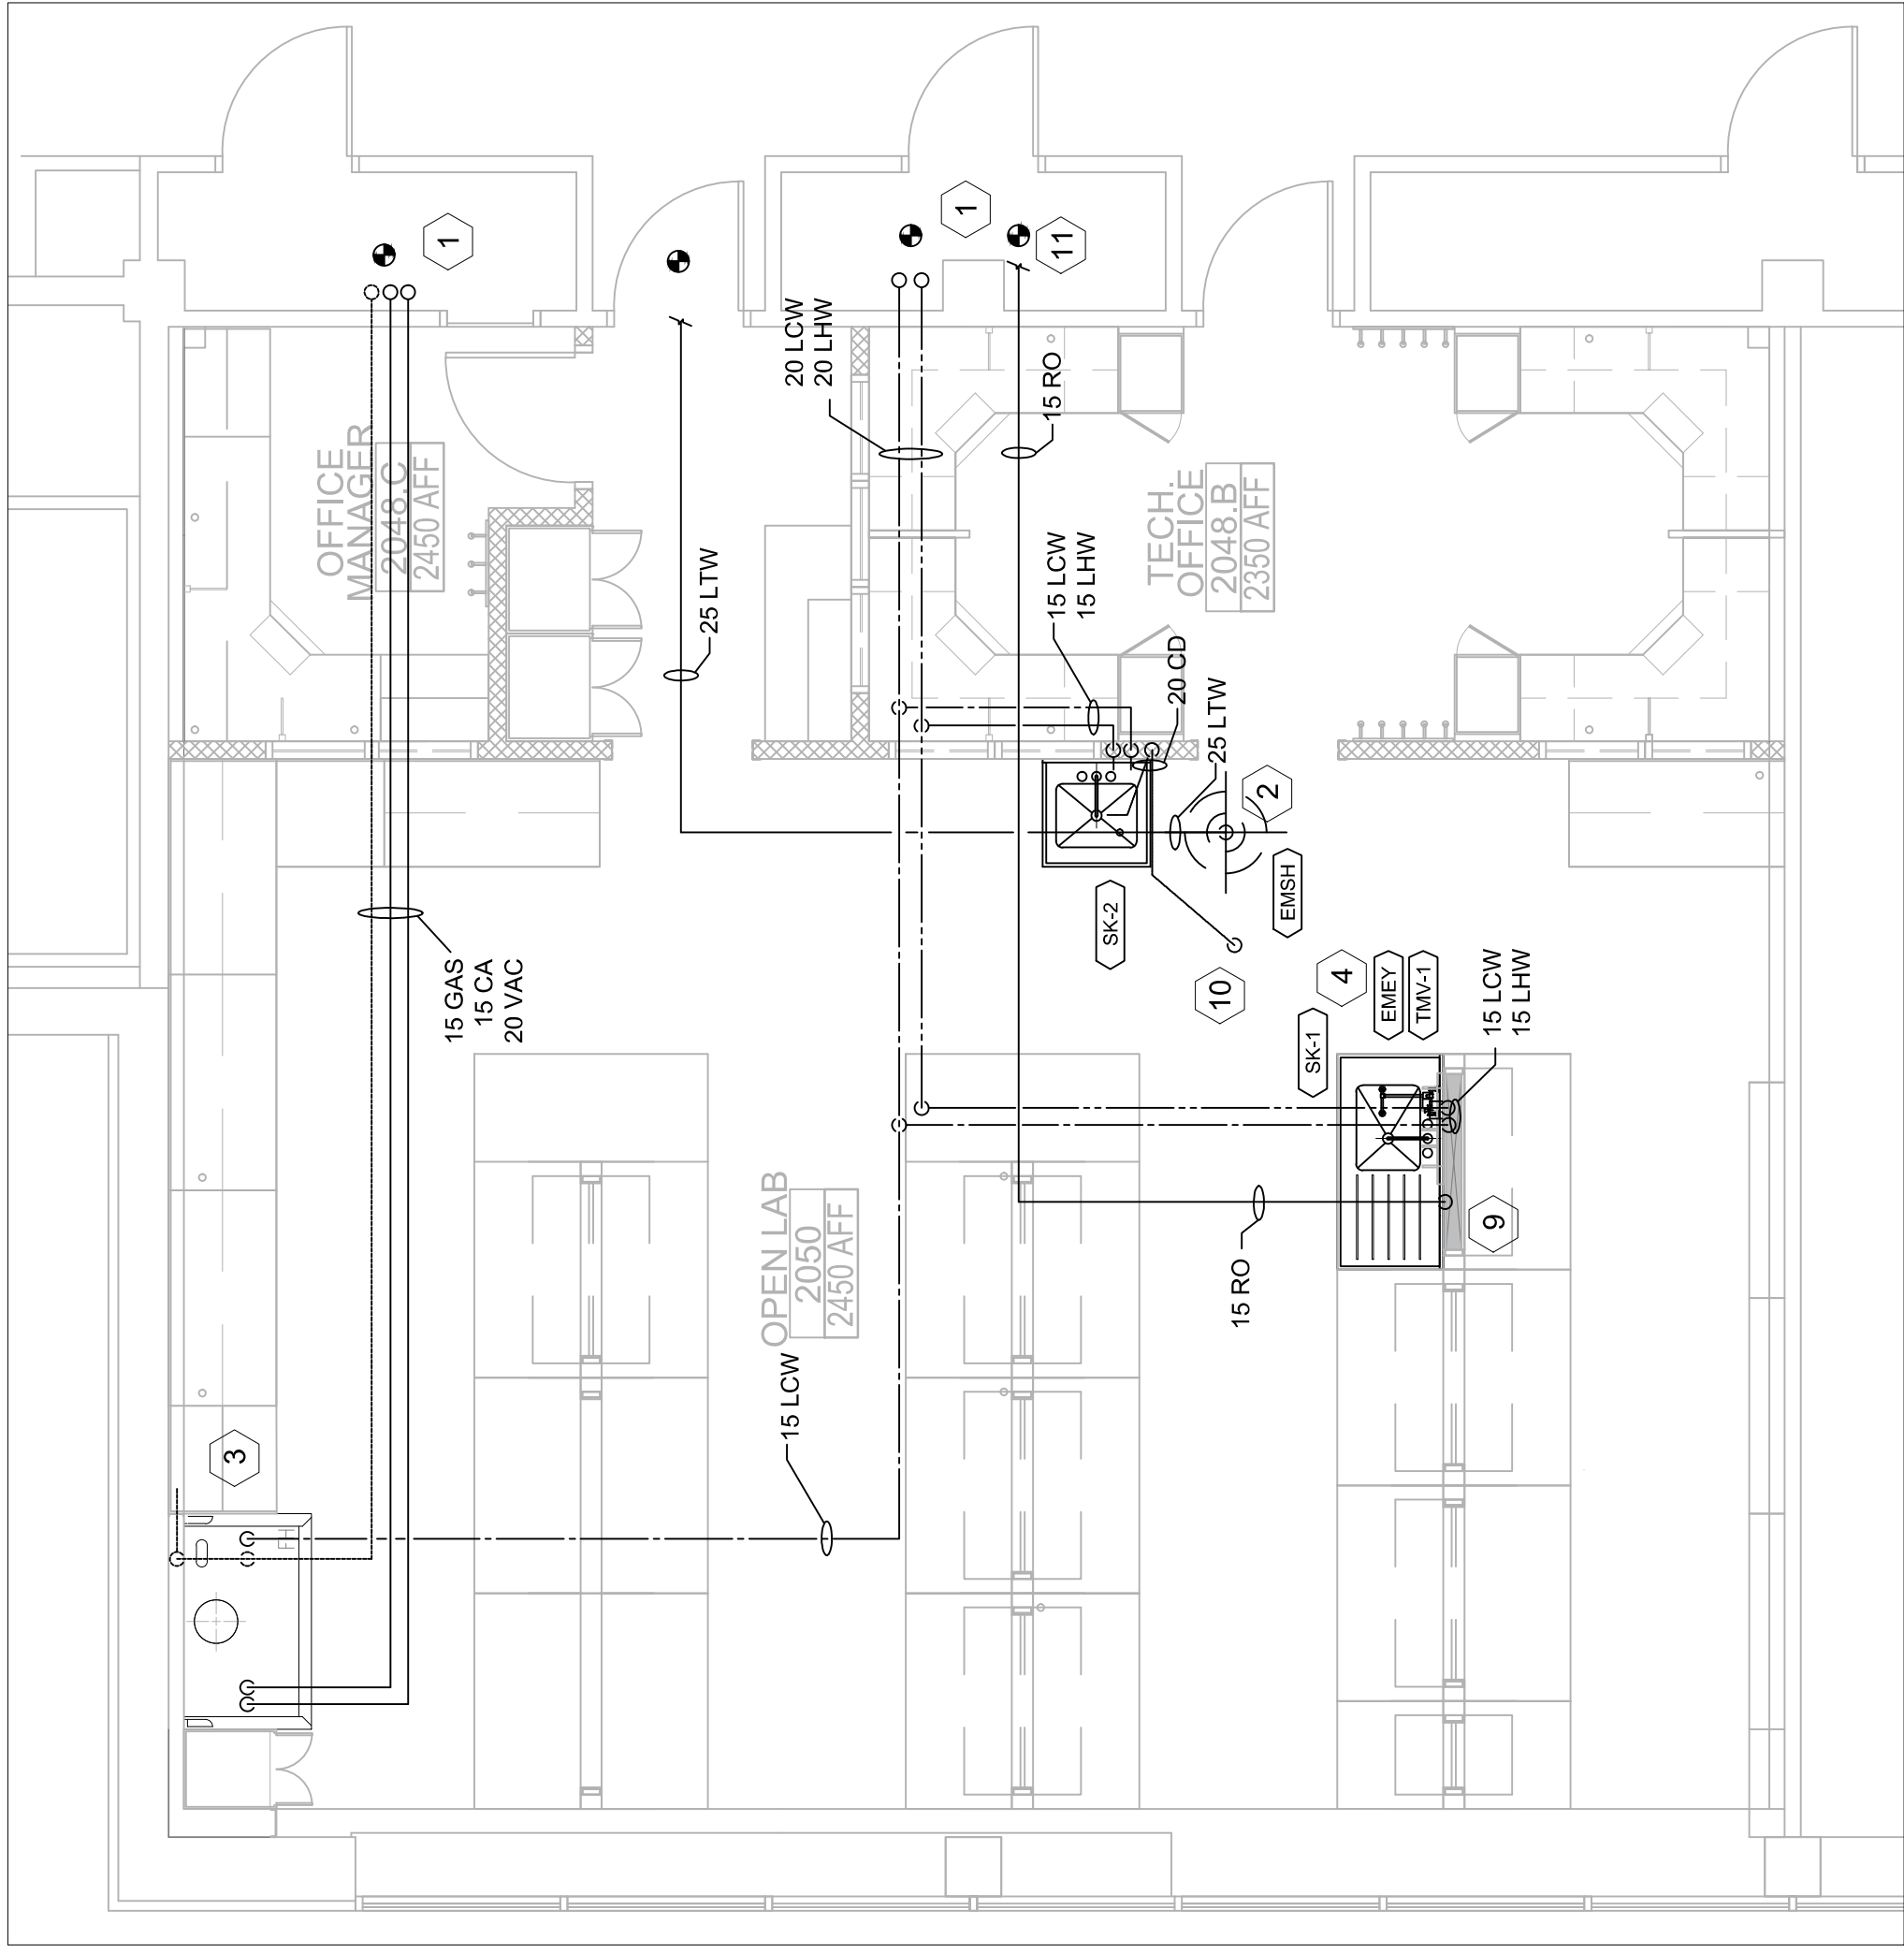 OFFICE
MANAGER
2048.C
2450 AFF
1
25 LTW
20 LCW
20 LHW
1
11
15 RO
TECH.
OFFICE
2048.B
2350 AFF
15 LCW
15 LHW
20 CD
25 LTW
2
EMSH
SK-2
10
15 GAS
15 CA
20 VAC
SK-1
4
EMEY
TMV-1
15 LCW
15 LHW
9
15 RO
OPEN LAB
2050
2450 AFF
15 LCW
3
H